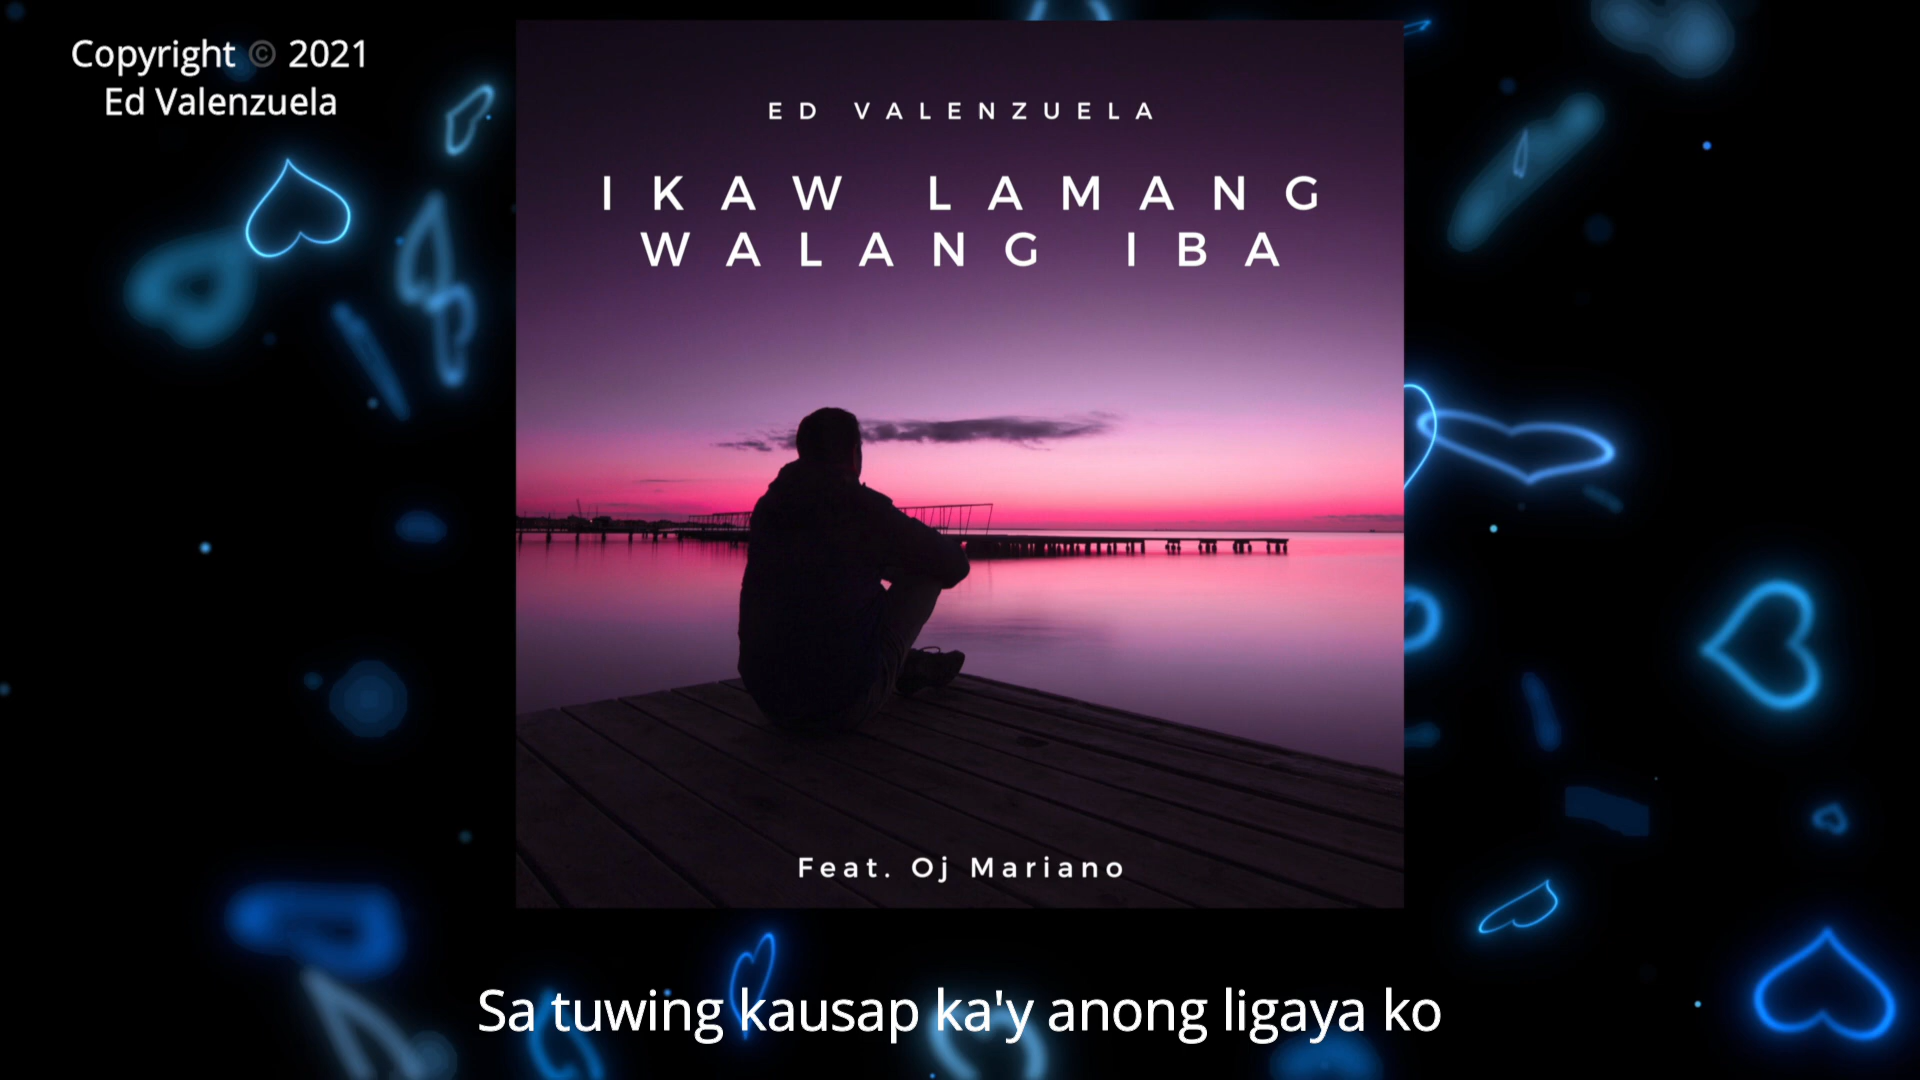 Copyright © 2021
Ed Valenzuela
ED VALENZUELA
IKAW LAMANG
WALANG IBA
Feat. Oj Mariano
Sa tuwing kausap ka'y anong ligaya ko